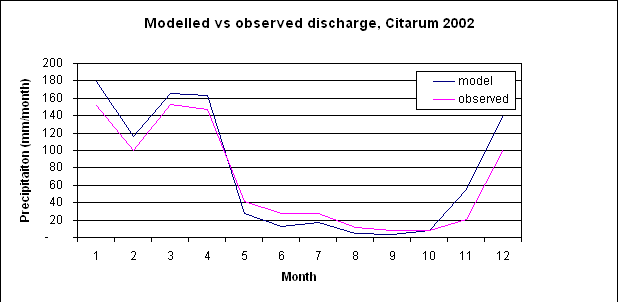 Modelled vs observed discharge, Citarum 2002
Precipitaiton (mm/month)
200
180
160
140
120
100
80
60
40
20
-
model
observed
1 2 3 4 5 6 7 8 9 10 11 12
Month